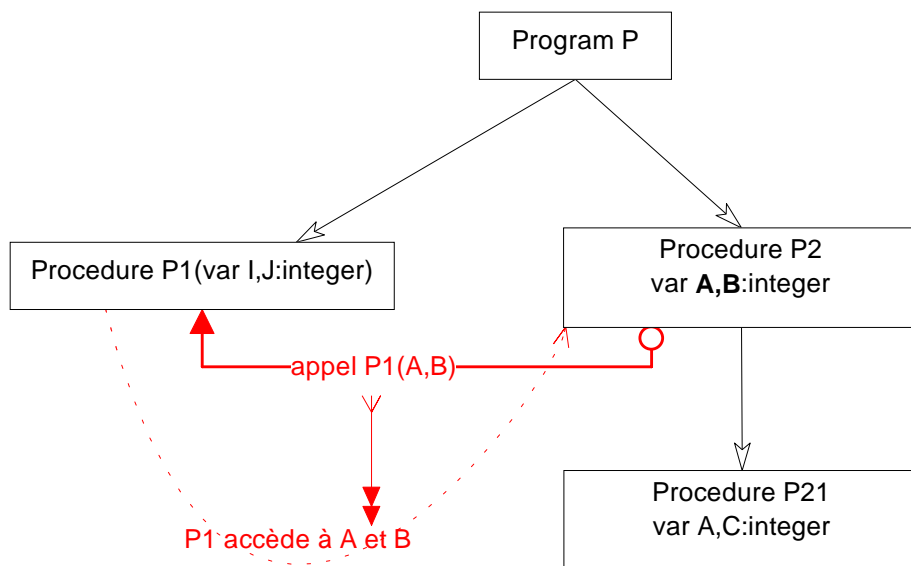 Program P
Procedure P1(var I,J:integer)
Procedure P2
var A,B:integer
appel P1(A,B)
Procedure P21
var A,C:integer
P1 accède à A et B